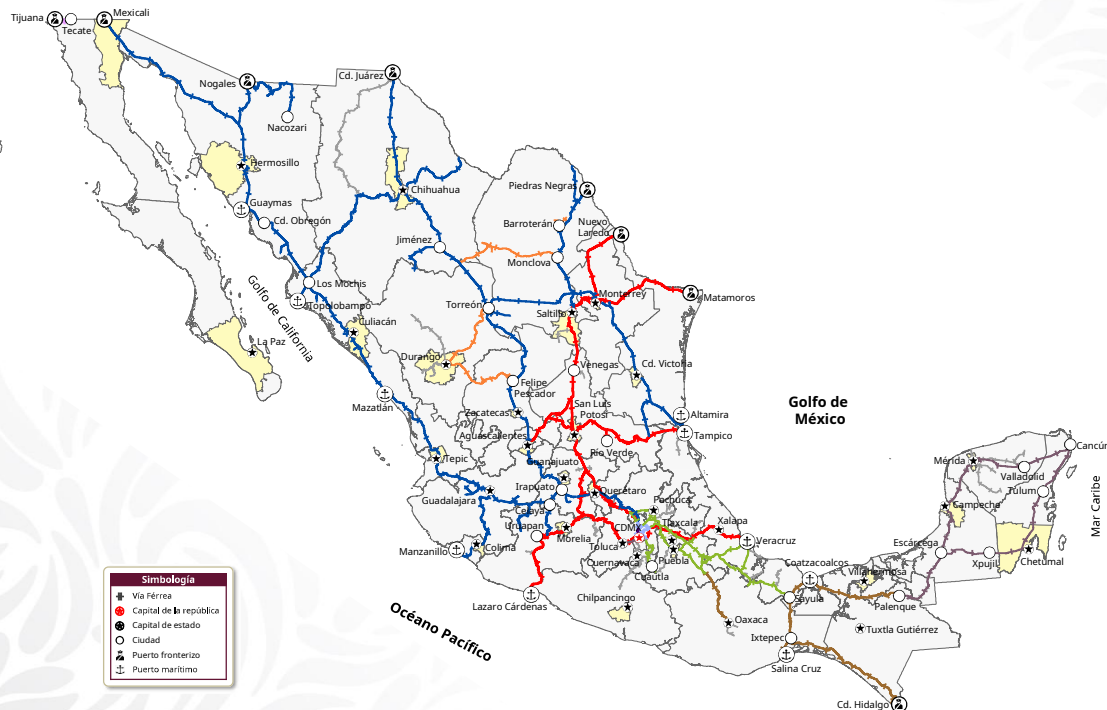 Tijuana
Mexicali
Tecate
Nogales
Cd. Juárez
Nacozari
Hermosillo
Chihuahua
Piedras Negras
Guaymas
Cd. Obregón
Barroterán
Nuevo
Laredo
Jiménez
Monclova
Los Mochis
Topolobampo
Golfo de California
Torreón
Monterrey
Matamoros
Saltillo
Culiacán
La Paz
Durango
Venegas
Cd. Victoria
Felipe
Pescador
Mazatlán
Zacatecas
San Luis
Potosí
Altamira
Golfo de
México
Tampico
Aguascalientes
Río Verde
Tepic
Guanajuato
Irapuato
Querétaro
Pachuca
Guadalajara
Celaya
Uruapan
CDMX
Tlaxcala
Xalapa
Veracruz
Manzanillo
Colima
Morelia
Toluca
Puebla
Cuernavaca
Cuautla
Lazaro Cárdenas
Chilpancingo
Oaxaca
Coatzacoalcos
Villahermosa
Sayula
Palenque
Ixtepec
Tuxtla Gutiérrez
Salina Cruz
Cd. Hidalgo
Mérida
Cancún
Valladolid
Tulum
Campeche
Escárcega
Xpujil
Chetumal
Mar Caribe
Océano Pacífico
Simbología
Vía Férrea
Capital de la república
Capital de estado
Ciudad
Puerto fronterizo
Puerto marítimo